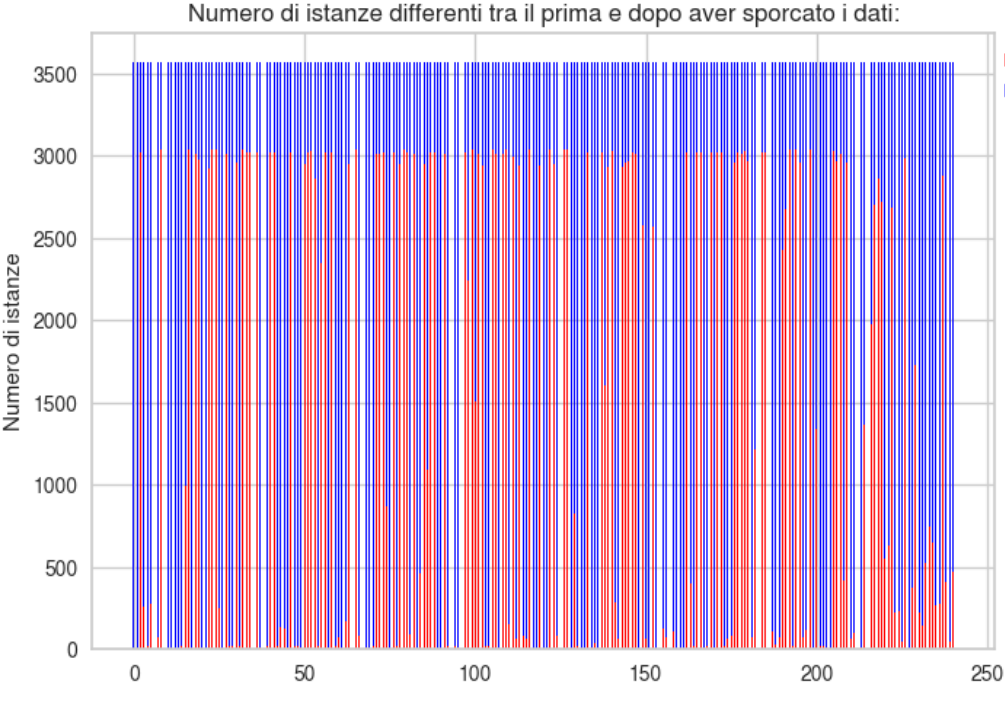 Numero di istanze differenti tra il prima e dopo aver sporcato i dati:
3500
3000
2500
2000
1500
1000
500
0
Numero di istanze
0 50 100 150 200 250